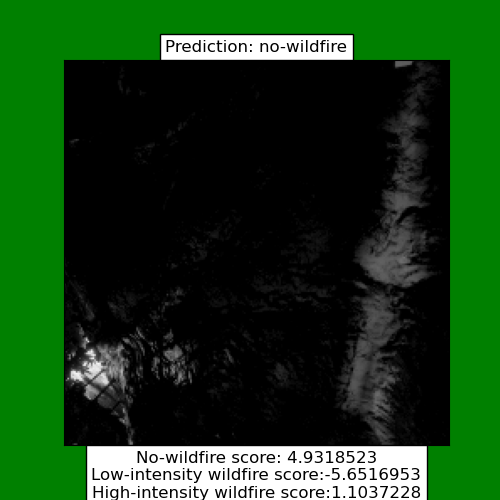 Prediction: no-wildfire
No-wildfire score: 4.9318523
Low-intensity wildfire score:-5.6516953
High-intensity wildfire score:1.1037228